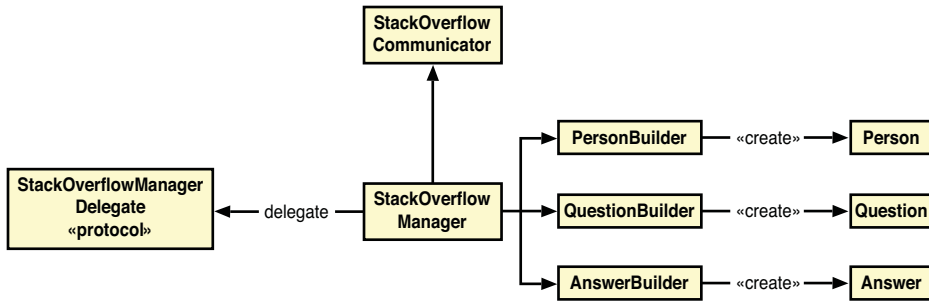 StackOverflow
Communicator
PersonBuilder
«create»
Person
StackOverflowManager
Delegate
«protocol»
delegate
StackOverflow
Manager
QuestionBuilder
«create»
Question
AnswerBuilder
«create»
Answer